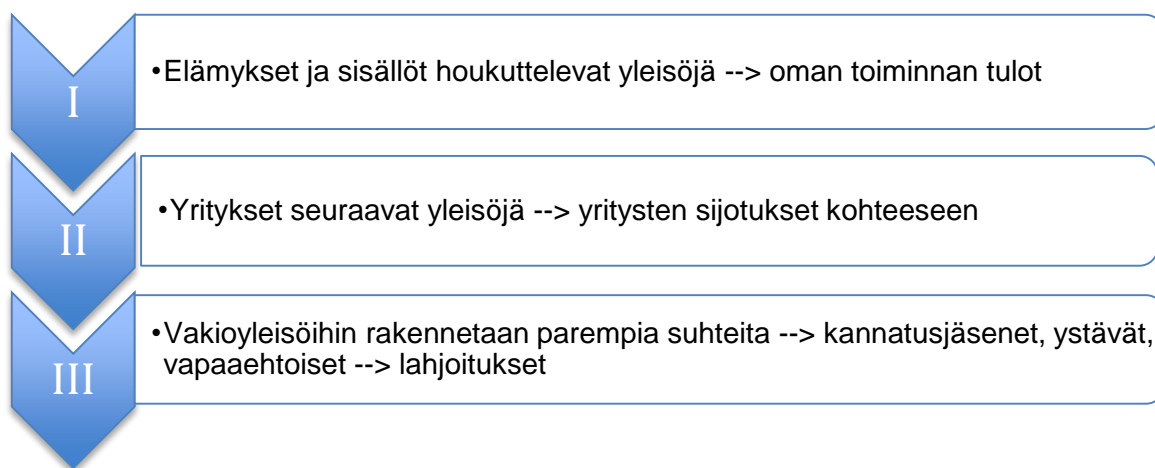 I
•Elämykset ja sisällöt houkuttelevat yleisöjä --> oman toiminnan tulot
II
•Yritykset seuraavat yleisöjä --> yritysten sijotukset kohteeseen
III
•Vakioyleisöihin rakennetaan parempia suhteita --> kannatusjäsenet, ystävät,
vapaaehtoiset --> lahjoitukset